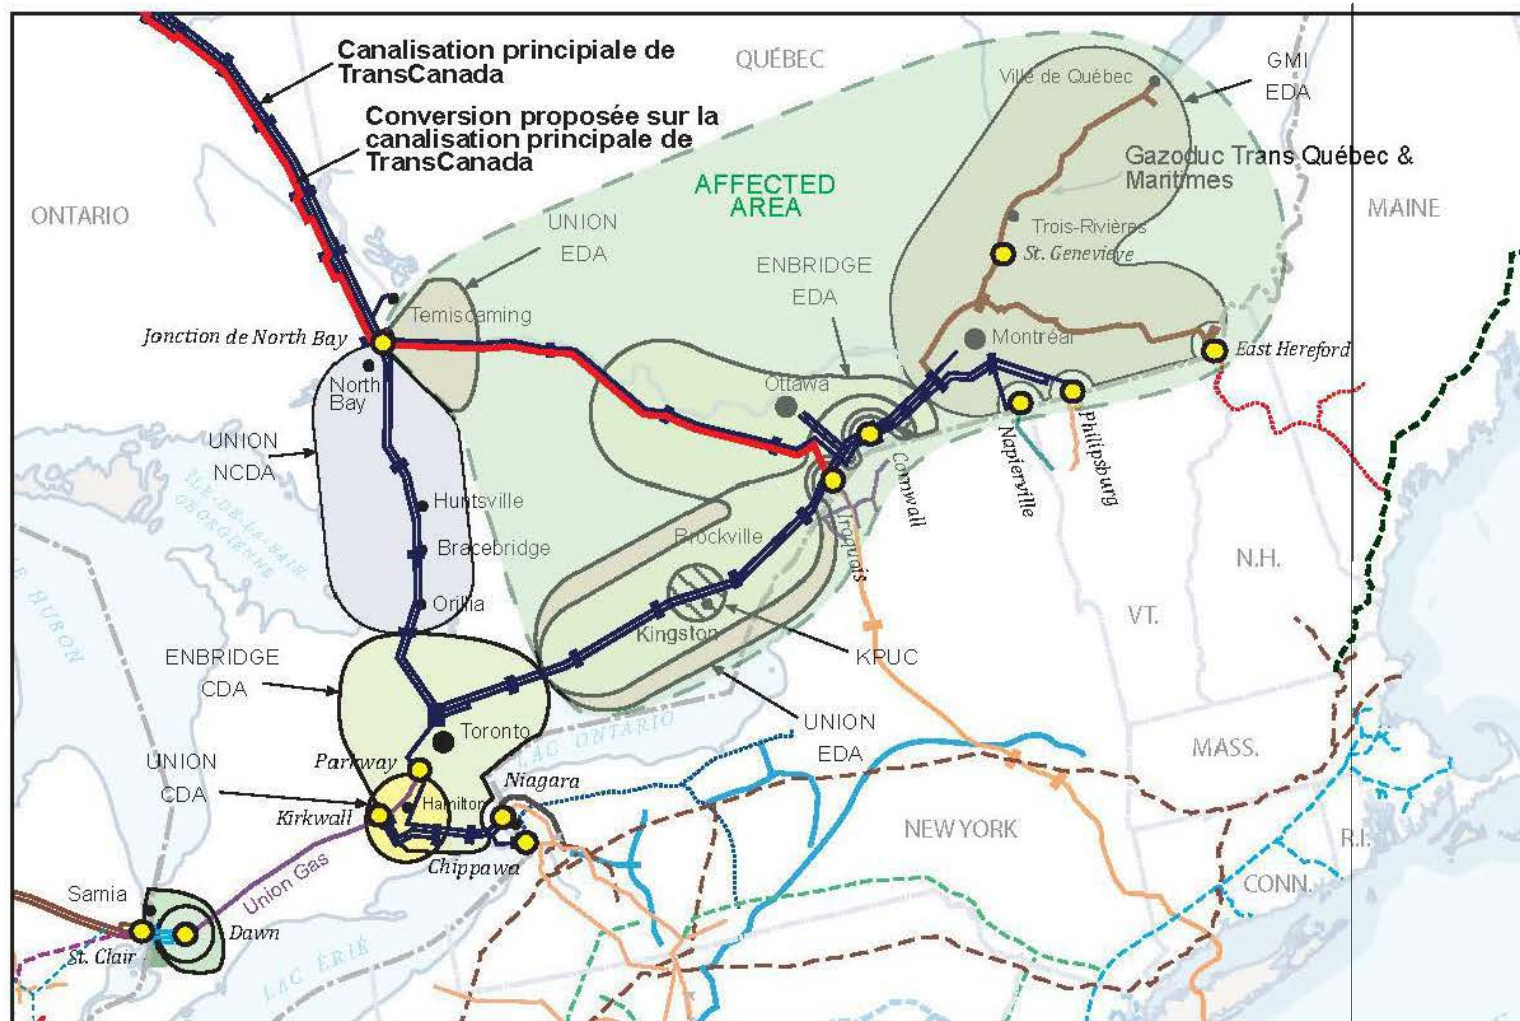 Canalisation principiale de
TransCanada
Conversion proposée sur la
canalisation principale de
TransCanada
QUÉBEC
Ville de Québec
GMI
EDA
Gazoduc Trans Québec &
Maritimes
AFFECTED
AREA
ONTARIO
MAINE
UNION
EDA
Trois-Rivières
St. Genevieve
ENBRIDGE
EDA
Temiscaming
Jonction de North Bay
Montréal
East Hereford
North
Bay
Ottawa
UNION
NCDA
Cornwall
Napierville
Philipsburg
BAIE
GEORGIENNE
Huntsville
Brockville
Iroquois
Bracebridge
N.H.
HURON
Orillia
Kingston
VT.
KPUC
ENBRIDGE
CDA
UNION
EDA
Toronto
LAC ONTARIO
MASS.
Parkway
UNION
CDA
Niagara
Hamilton
Kirkwall
NEW YORK
R.I.
Chippawa
Union Gas
CONN.
Sarnia
Dawn
St. Clair
LAC ÉRIÉ